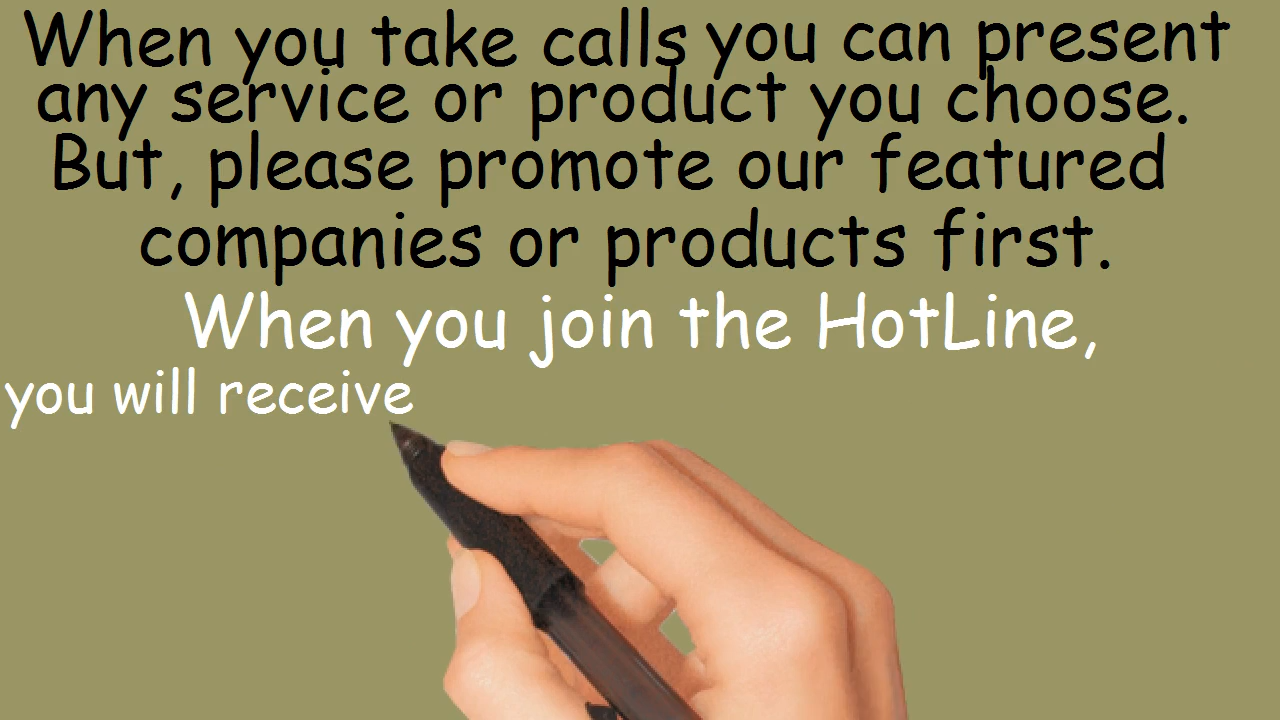 When you take calls you can present
any service or product you choose.
But, please promote our featured
companies or products first.
When you join the HotLine,
you will receive